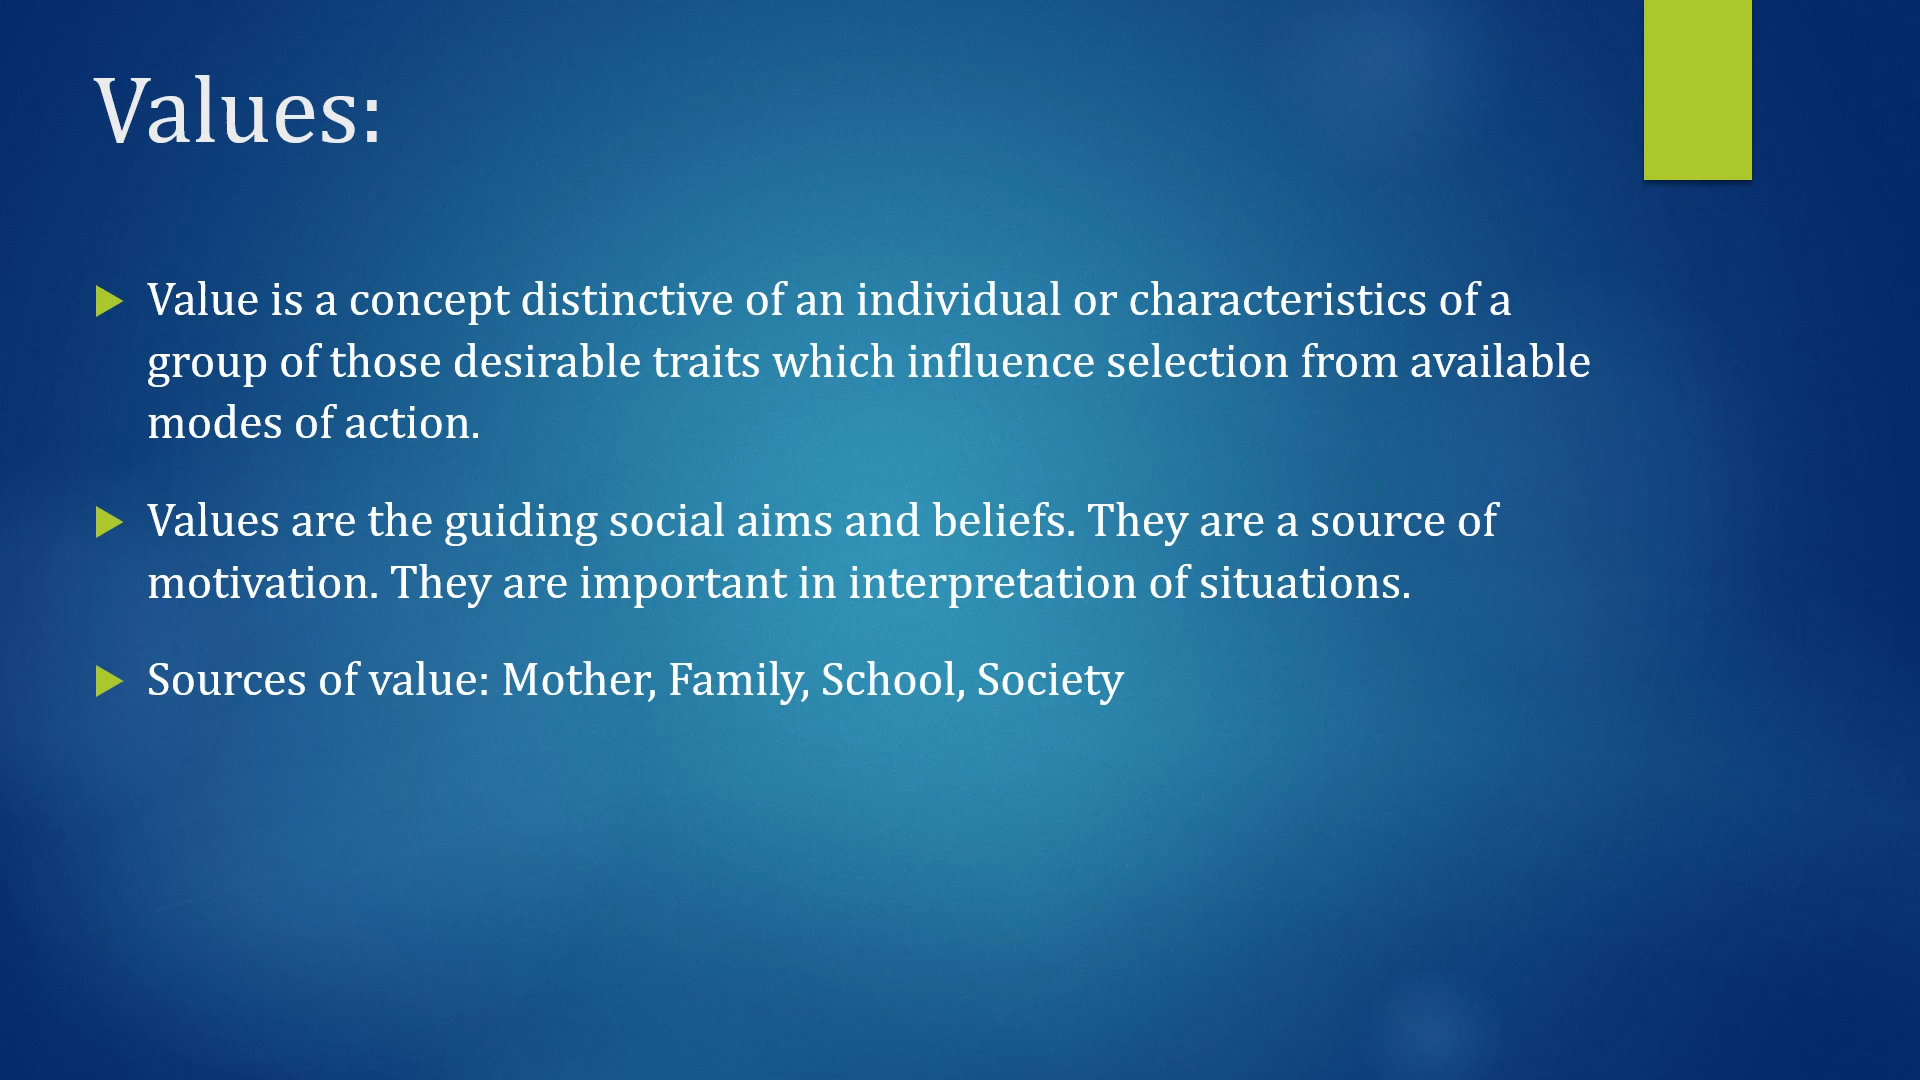 Values:
Value is a concept distinctive of an individual or characteristics of a
group of those desirable traits which influence selection from available
modes of action.
Values are the guiding social aims and beliefs. They are a source of
motivation. They are important in interpretation of situations.
Sources of value: Mother, Family, School, Society